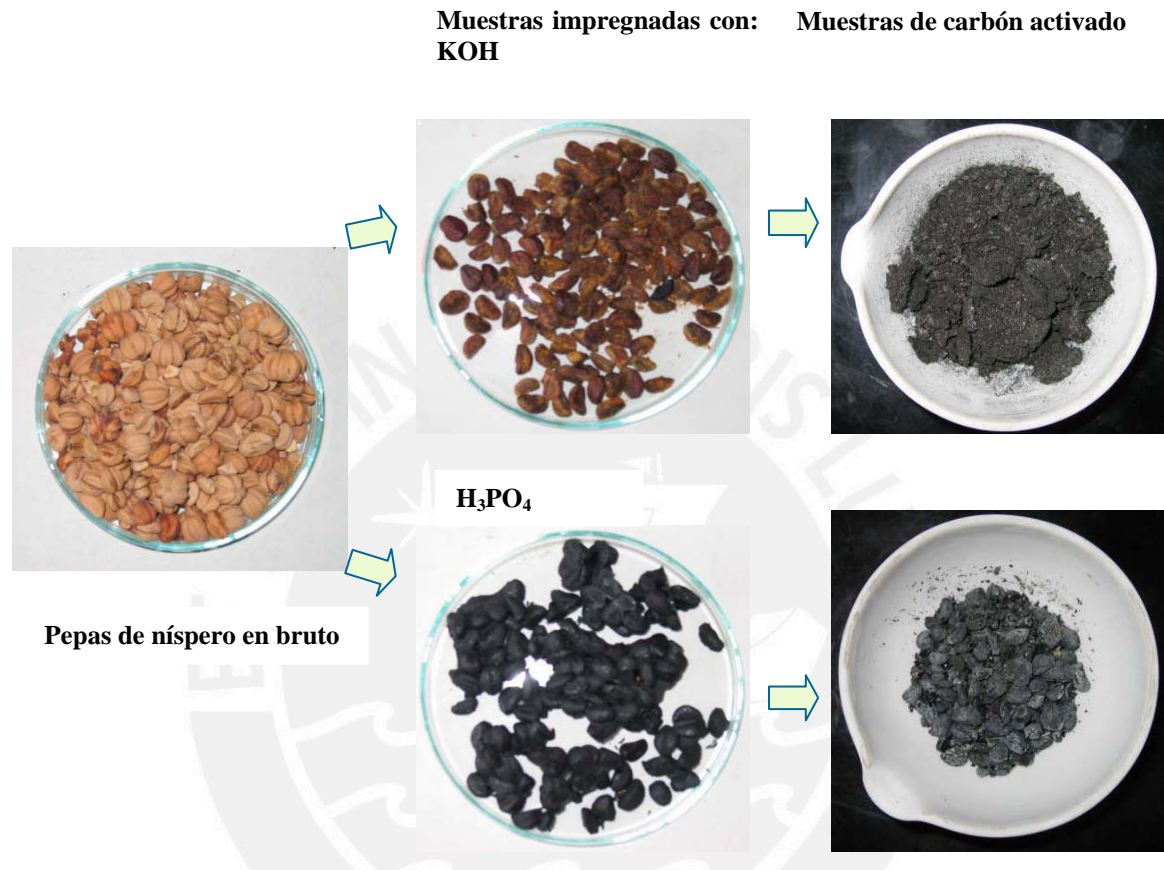 Muestras impregnadas con:
KOH
Muestras de carbón activado
H₃PO₄
Pepas de níspero en bruto